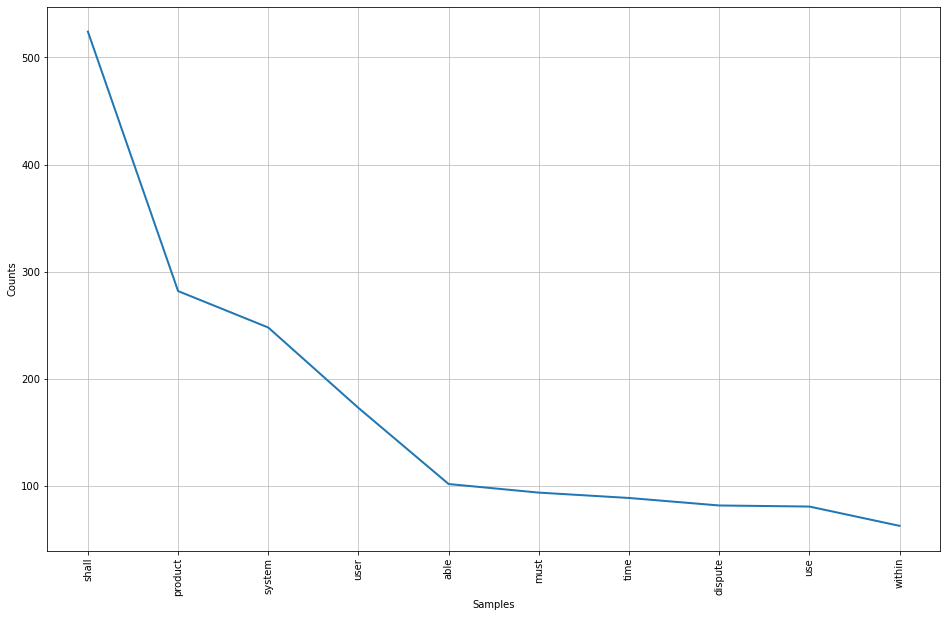 500
400
300
200
100
Counts
shall
product
system
user
able
must
time
dispute
use
within
Samples